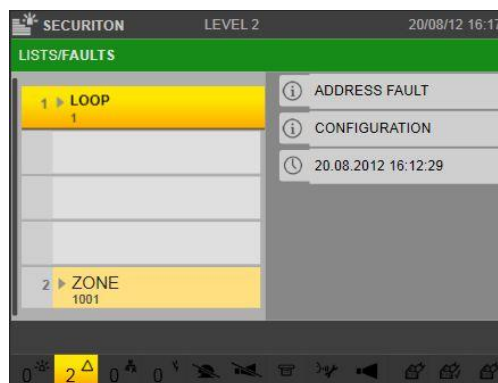 SECURITON LEVEL 2 20/08/12 16:17
LISTS/FAULTS
1 LOOP
1
ADDRESS FAULT
CONFIGURATION
20.08.2012 16:12:29
2 ZONE
1001
0 2 0 0